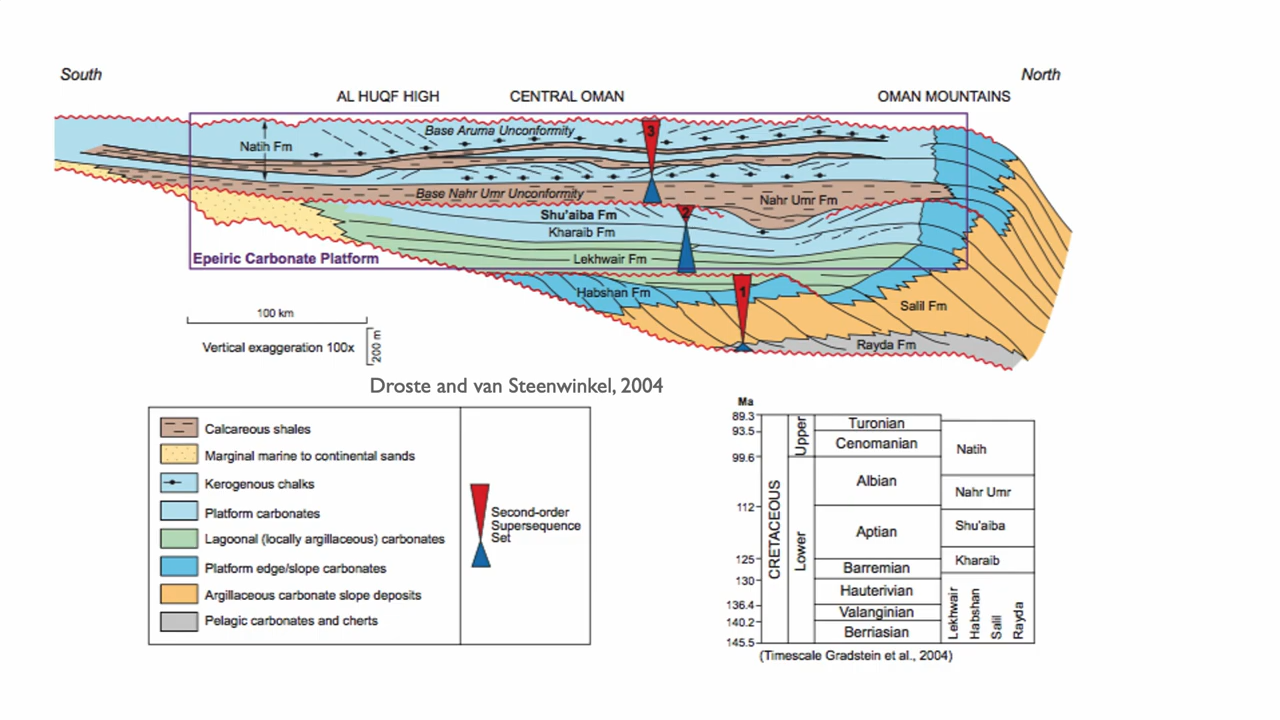 South
North
AL HUQF HIGH
CENTRAL OMAN
OMAN MOUNTAINS
Base Aruma Unconformity
3
Natih Fm
Base Nahr Umr Unconformity
Nahr Umr Fm
Shu'aiba Fm
2
Kharaib Fm
Epeiric Carbonate Platform
Lekhwair Fm
Habshan Fm
1
Salil Fm
100 km
Vertical exaggeration 100x
200 m
Rayda Fm
Droste and van Steenwinkel, 2004
Calcareous shales
Marginal marine to continental sands
Kerogenous chalks
Platform carbonates
Lagoonal (locally argillaceous) carbonates
Platform edge/slope carbonates
Argillaceous carbonate slope deposits
Pelagic carbonates and cherts
Second-order
Supersequence
Set
Ma
89.3
93.5
99.6
112
125
130
136.4
140.2
145.5
CRETACEOUS
Upper
Lower
Turonian
Cenomanian
Albian
Aptian
Barremian
Hauterivian
Valanginian
Berriasian
Natih
Nahr Umr
Shu'aiba
Kharaib
Lekhwair
Habshan
Salil
Rayda
(Timescale Gradstein et al., 2004)